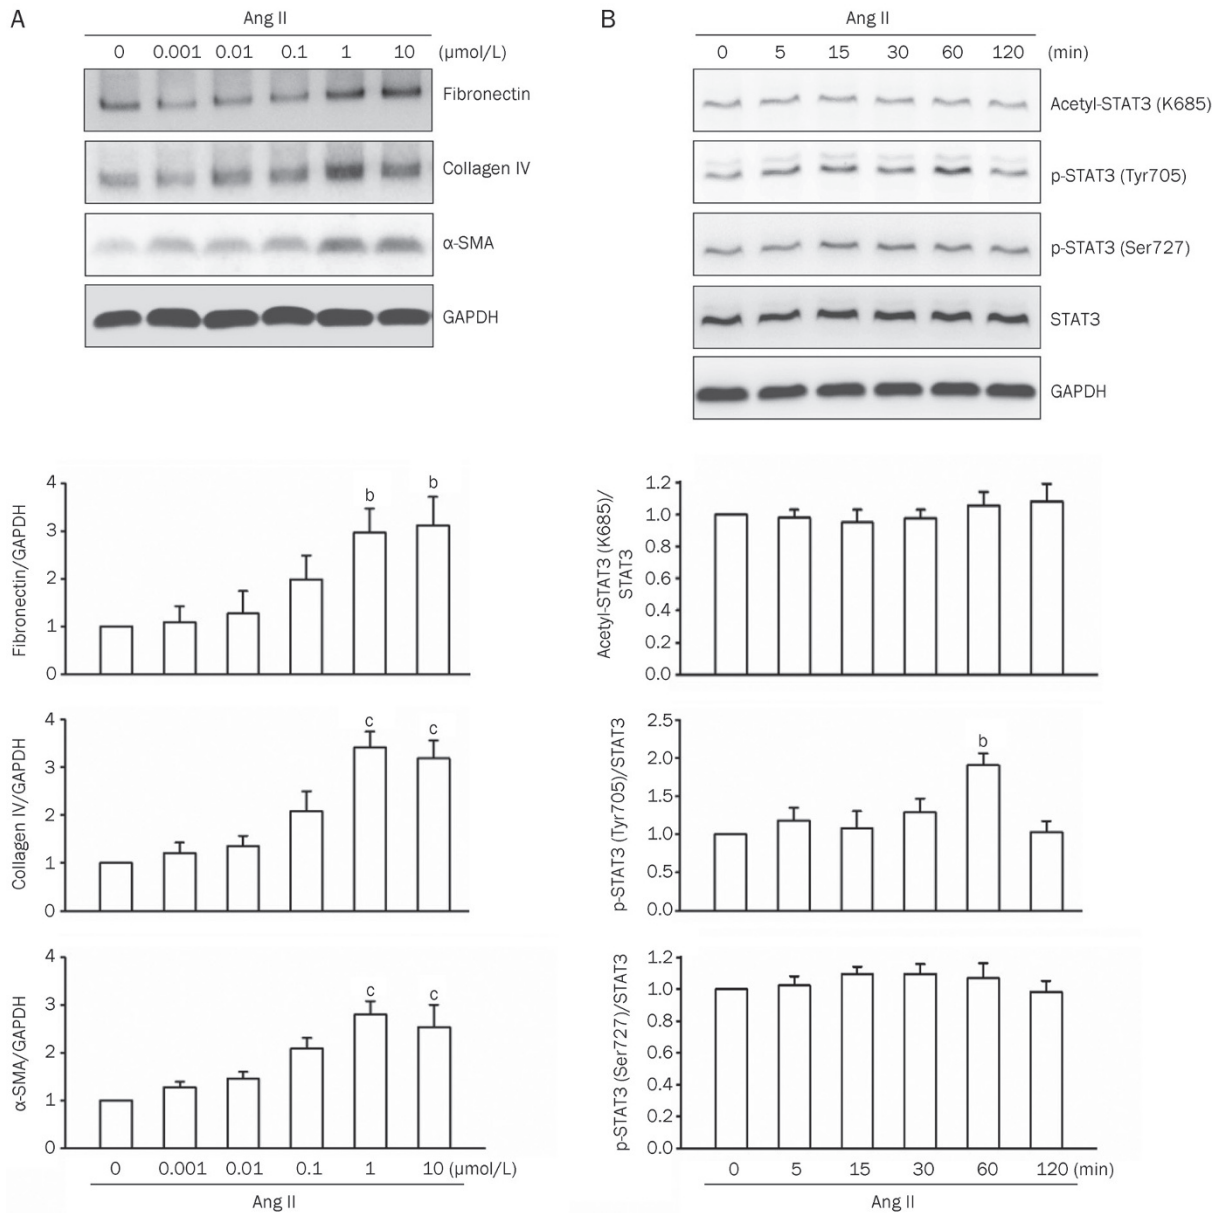 A
Ang II
0 0.001 0.01 0.1 1 10 (µmol/L)
Fibronectin
Collagen IV
α-SMA
GAPDH
B
Ang II
0 5 15 30 60 120 (min)
Acetyl-STAT3 (K685)
p-STAT3 (Tyr705)
p-STAT3 (Ser727)
STAT3
GAPDH
Fibronectin/GAPDH
4
3
2
1
0
b b
Collagen IV/GAPDH
4
3
2
1
0
c c
α-SMA/GAPDH
4
3
2
1
0
c c
0 0.001 0.01 0.1 1 10 (µmol/L)
Ang II
Acetyl-STAT3 (K685)/
STAT3
1.2
1.0
0.8
0.6
0.4
0.2
0.0
p-STAT3 (Tyr705)/STAT3
2.5
2.0
1.5
1.0
0.5
0.0
b
p-STAT3 (Ser727)/STAT3
1.2
1.0
0.8
0.6
0.4
0.2
0.0
0 5 15 30 60 120 (min)
Ang II